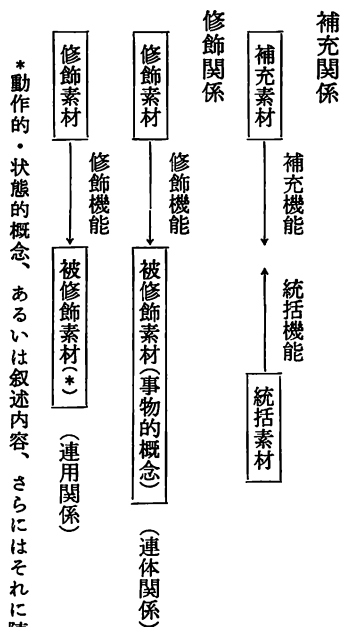 補充関係
補充素材 補充機能 統括機能 統括素材
修飾関係
修飾素材 修飾機能 被修飾素材(事物的概念) (連体関係)
修飾素材 修飾機能 被修飾素材(*) (連用関係)
*動作的・状態的概念、あるいは叙述内容、さらにはそれに